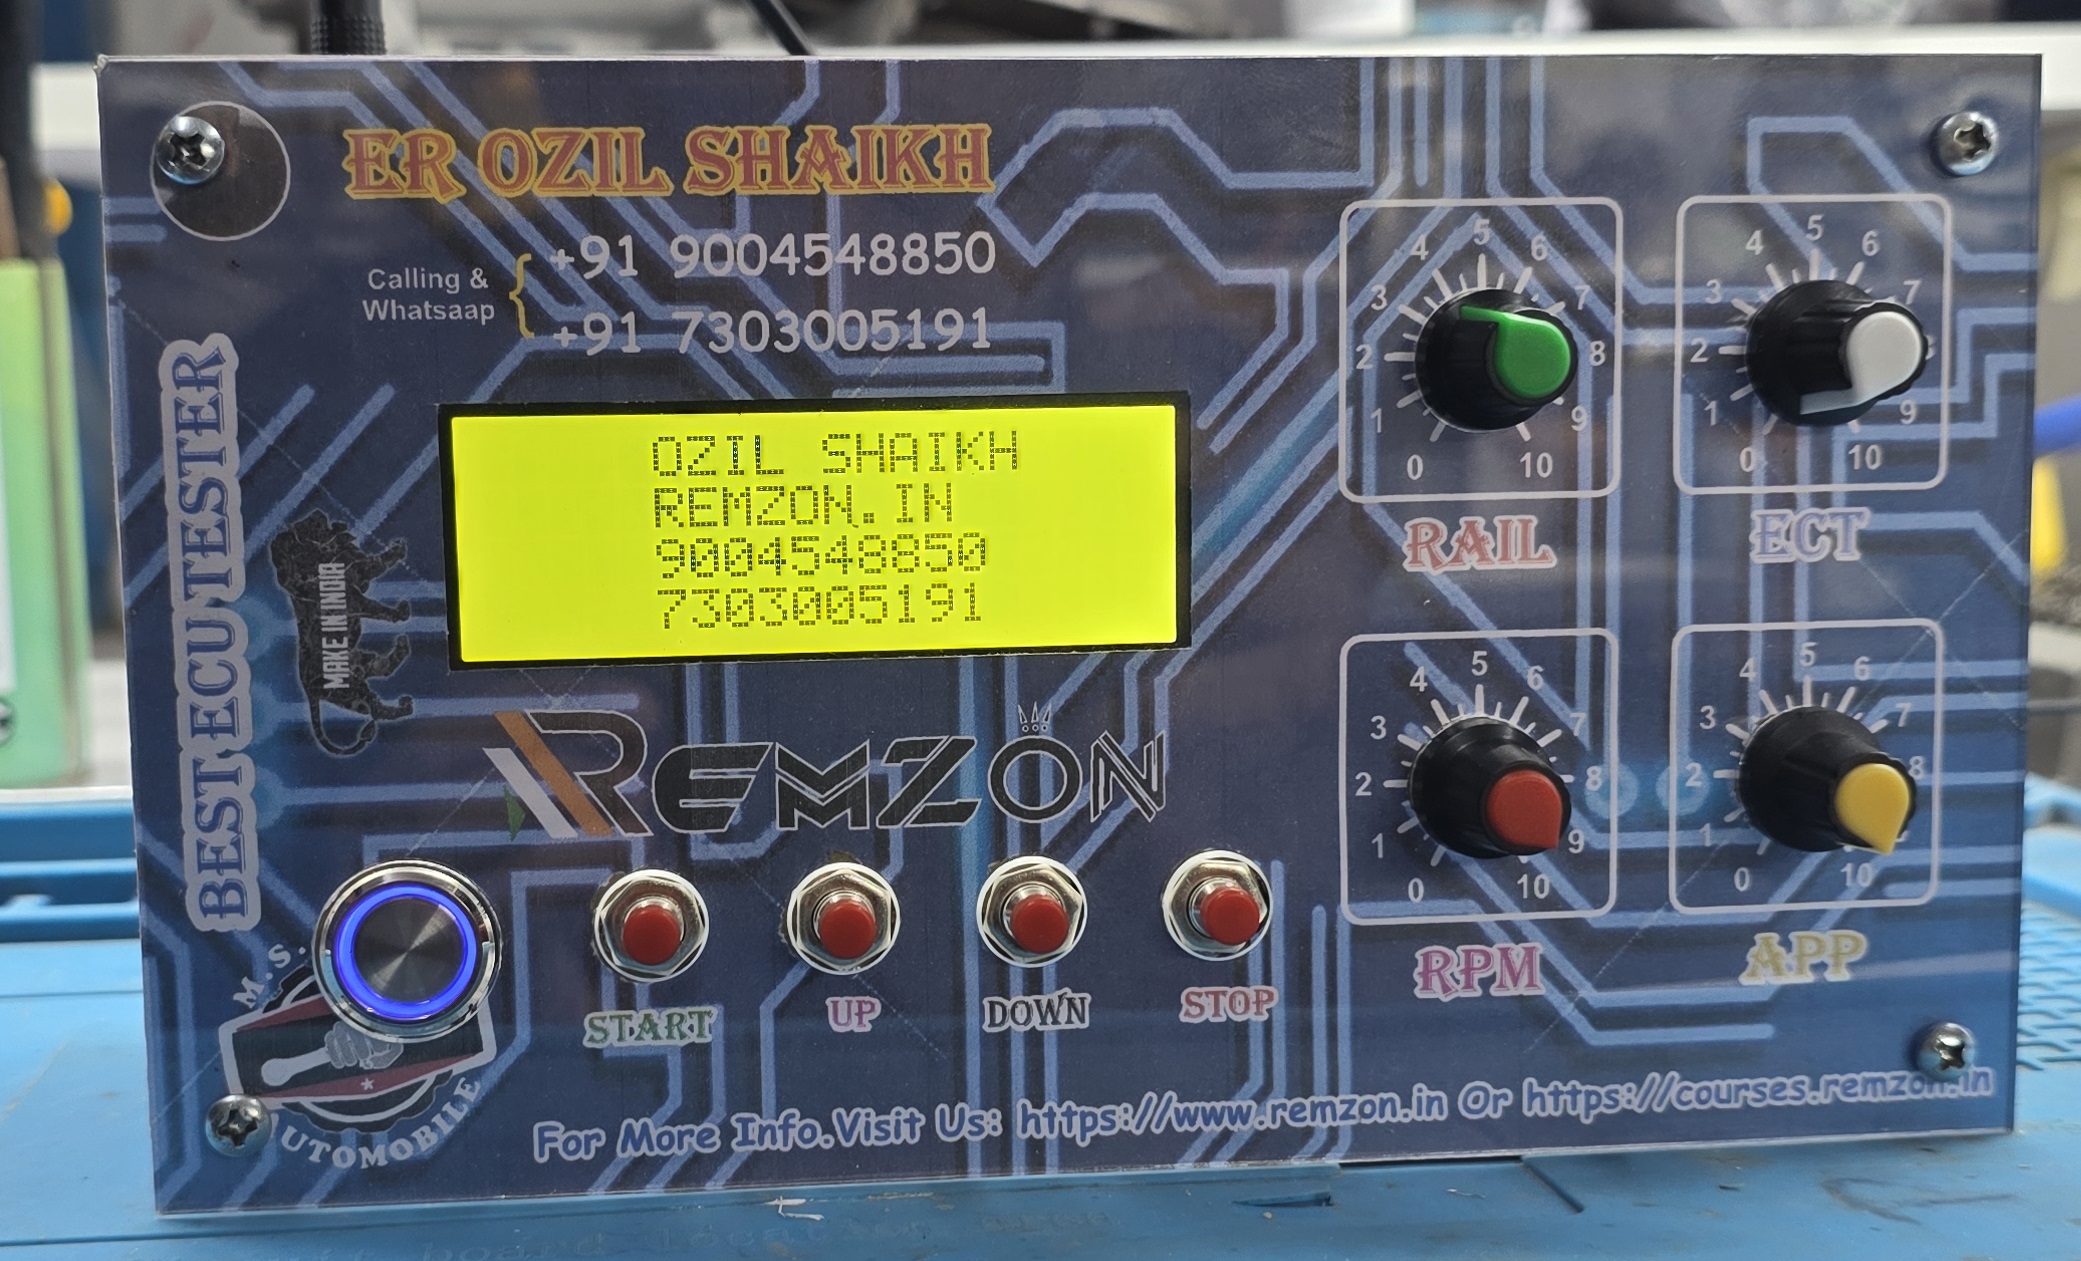 ER OZIL SHAIKH
Calling &
Whatsaap
+91 9004548850
+91 7303005191
BEST ECU TESTER
MAKE IN INDIA
OZIL SHAIKH
REMZON.IN
9004548850
7303005191
REMZON
START
UP
DOWN
STOP
M.S.
UTOMOBILE
0 1 2 3 4 5 6 7 8 9 10
RAIL
0 1 2 3 4 5 6 7 9 10
ECT
0 1 2 3 4 5 6 7 8 9 10
RPM
0 1 2 3 4 5 6 7 8 10
APP
For More Info.Visit Us: https://www.remzon.in Or https://courses.remzon.in